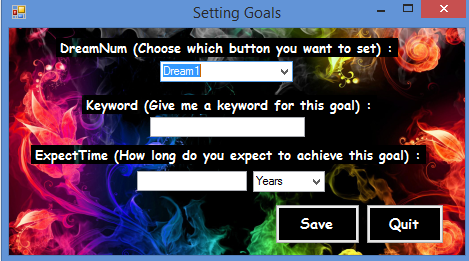 Setting Goals
DreamNum (Choose which button you want to set) :
Dream1
Keyword (Give me a keyword for this goal) :
ExpectTime (How long do you expect to achieve this goal) :
Years
Save Quit